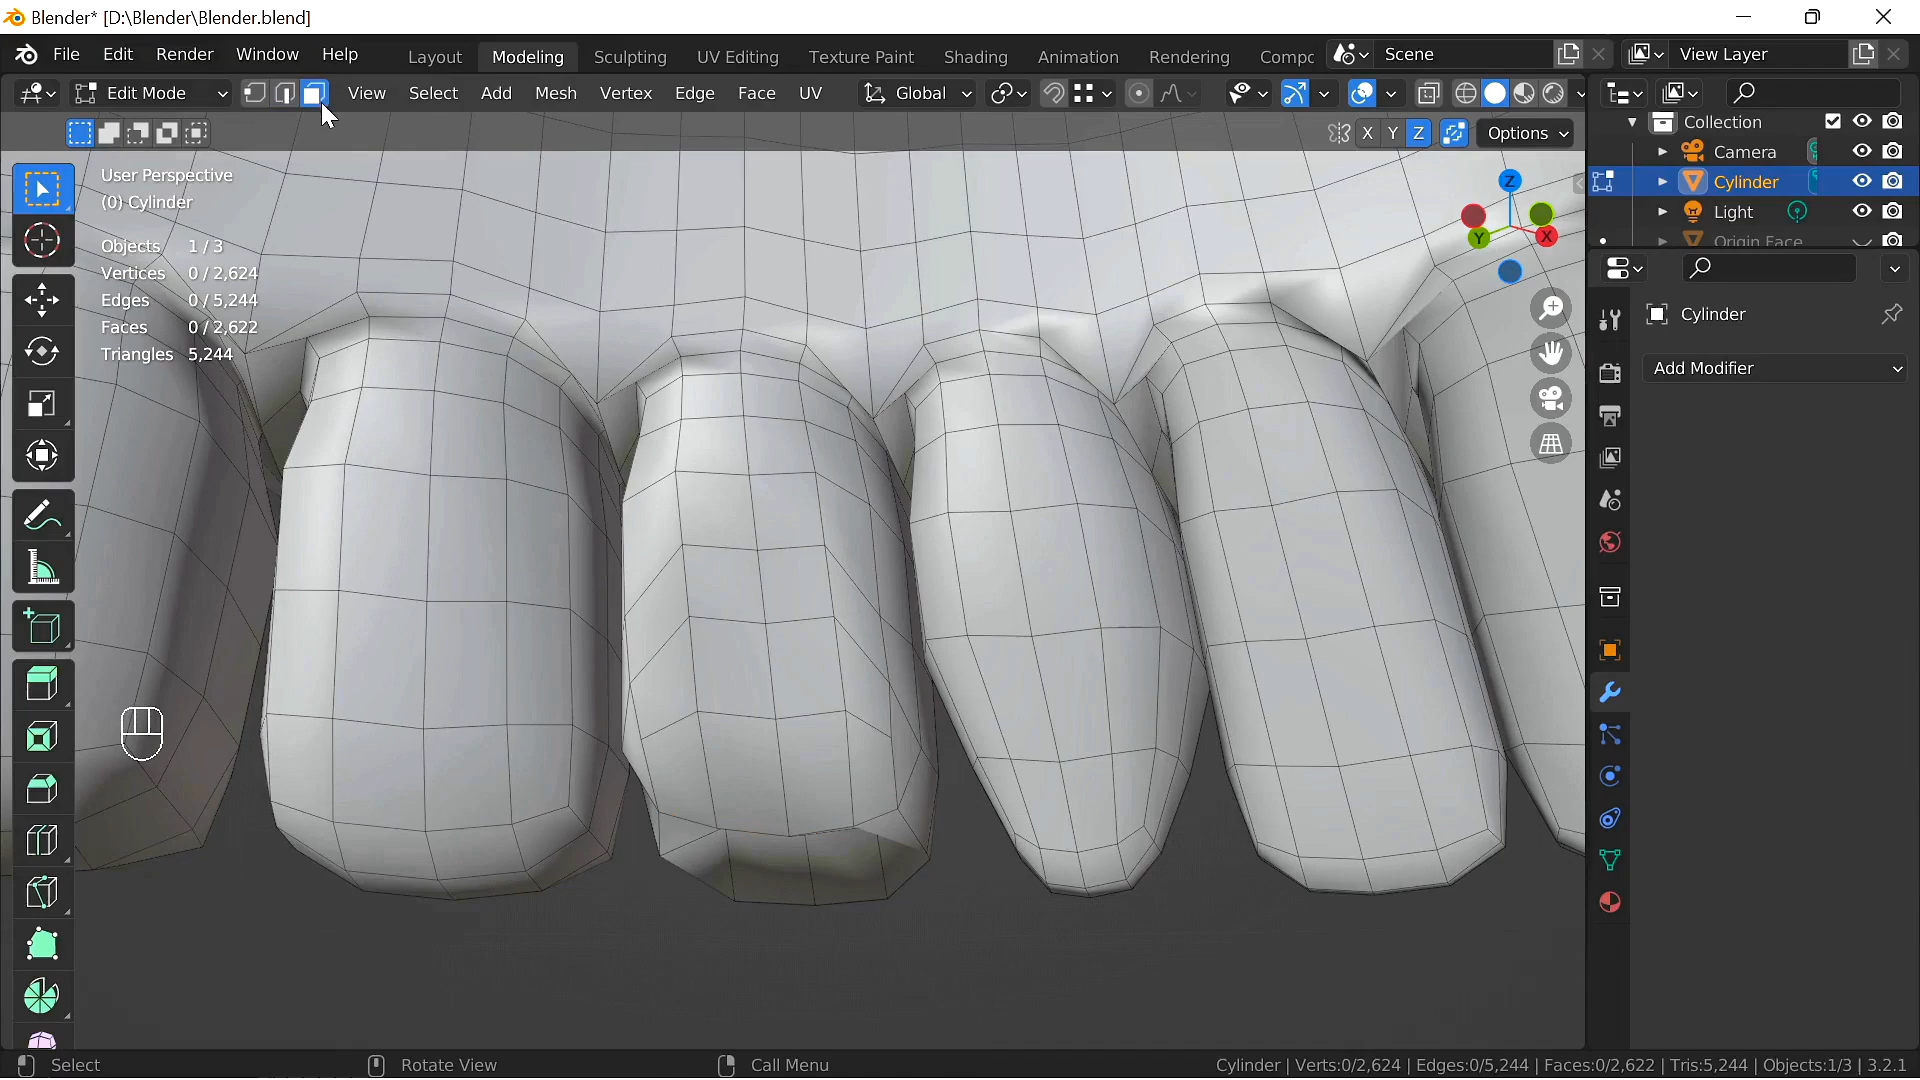 Blender* [D:\Blender\Blender.blend]
File Edit Render Window Help Layout Modeling Sculpting UV Editing Texture Paint Shading Animation Rendering Compc Scene View Layer
Edit Mode View Select Add Mesh Vertex Edge Face UV Global
X Y Z Options
User Perspective
(0) Cylinder
Objects 1 / 3
Vertices 0 / 2,624
Edges 0 / 5,244
Faces 0 / 2,622
Triangles 5,244
Z
Y
X
Collection
Camera
Cylinder
Light
Origin Face
Cylinder
Add Modifier
Select Rotate View Call Menu Cylinder | Verts:0/2,624 | Edges:0/5,244 | Faces:0/2,622 | Tris:5,244 | Objects:1/3 | 3.2.1